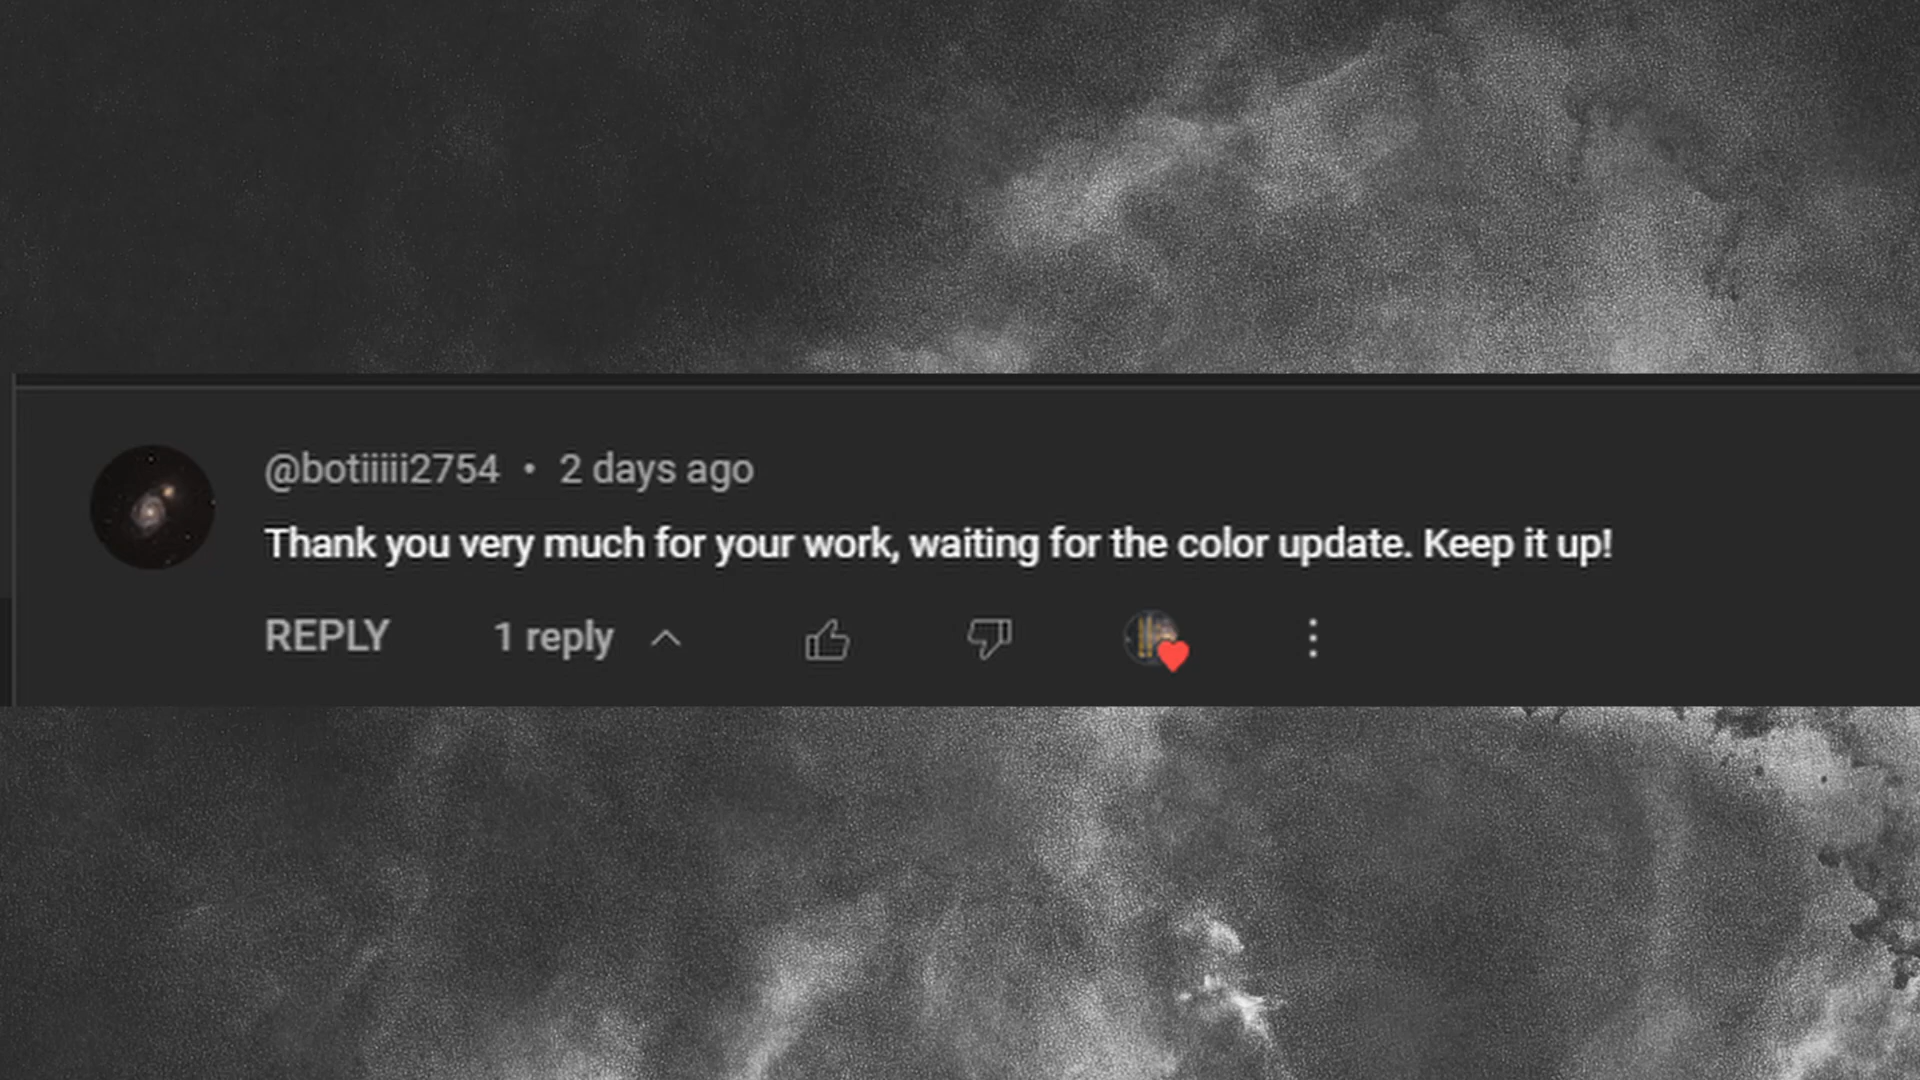 @botiiiii2754 • 2 days ago
Thank you very much for your work, waiting for the color update. Keep it up!
REPLY 1 reply